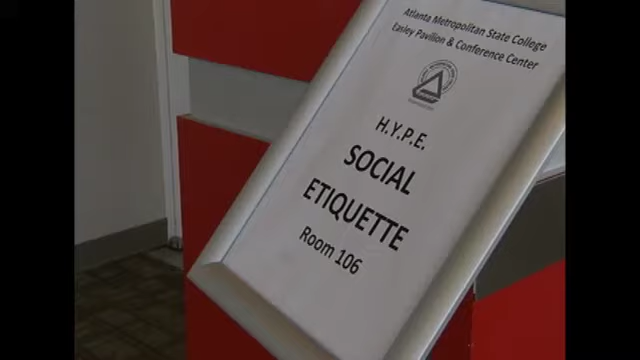 Atlanta Metropolitan State College
Easley Pavilion & Conference Center
H.Y.P.E.
SOCIAL
ETIQUETTE
Room 106